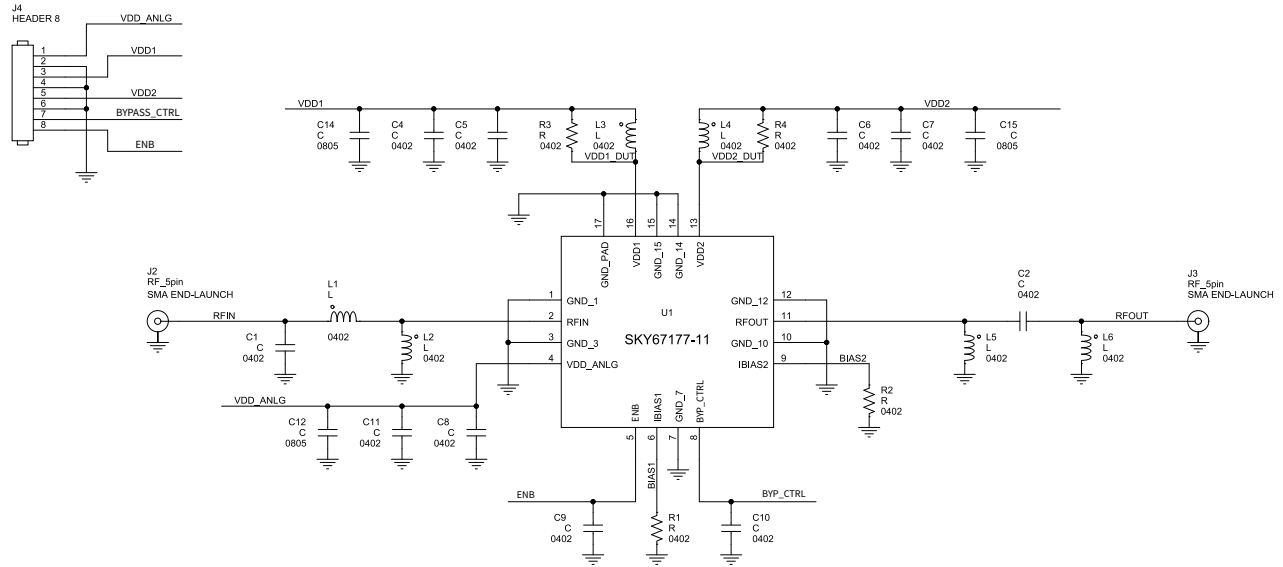 J4
HEADER 8
VDD_ANLG
1
VDD1
2
3
4
5
VDD2
6
7
BYPASS_CTRL
8
ENB
VDD1
VDD2
C14
C
0805
C4
C
0402
C5
C
0402
R3
R
0402
L3
L
0402
VDD1_DUT
L4
L
0402
R4
R
0402
VDD2_DUT
C6
C
0402
C7
C
0402
C15
C
0805
17
16
15
14
13
GND_PAD
VDD1
GND_15
GND_14
VDD2
J2
RF_5pin
SMA END-LAUNCH
RFIN
L1
L
0402
C1
C
0402
L2
L
0402
1
GND_1
2
RFIN
3
GND_3
4
VDD_ANLG
U1
SKY67177-11
GND_12
12
RFOUT
11
GND_10
10
IBIAS2
9
BIAS2
C2
C
0402
J3
RF_5pin
SMA END-LAUNCH
RFOUT
L5
L
0402
L6
L
0402
R2
R
0402
VDD_ANLG
C12
C
0805
C11
C
0402
C8
C
0402
ENB
IBIAS1
GND_7
BYP_CTRL
5
6
7
8
BIAS1
ENB
BYP_CTRL
C9
C
0402
R1
R
0402
C10
C
0402